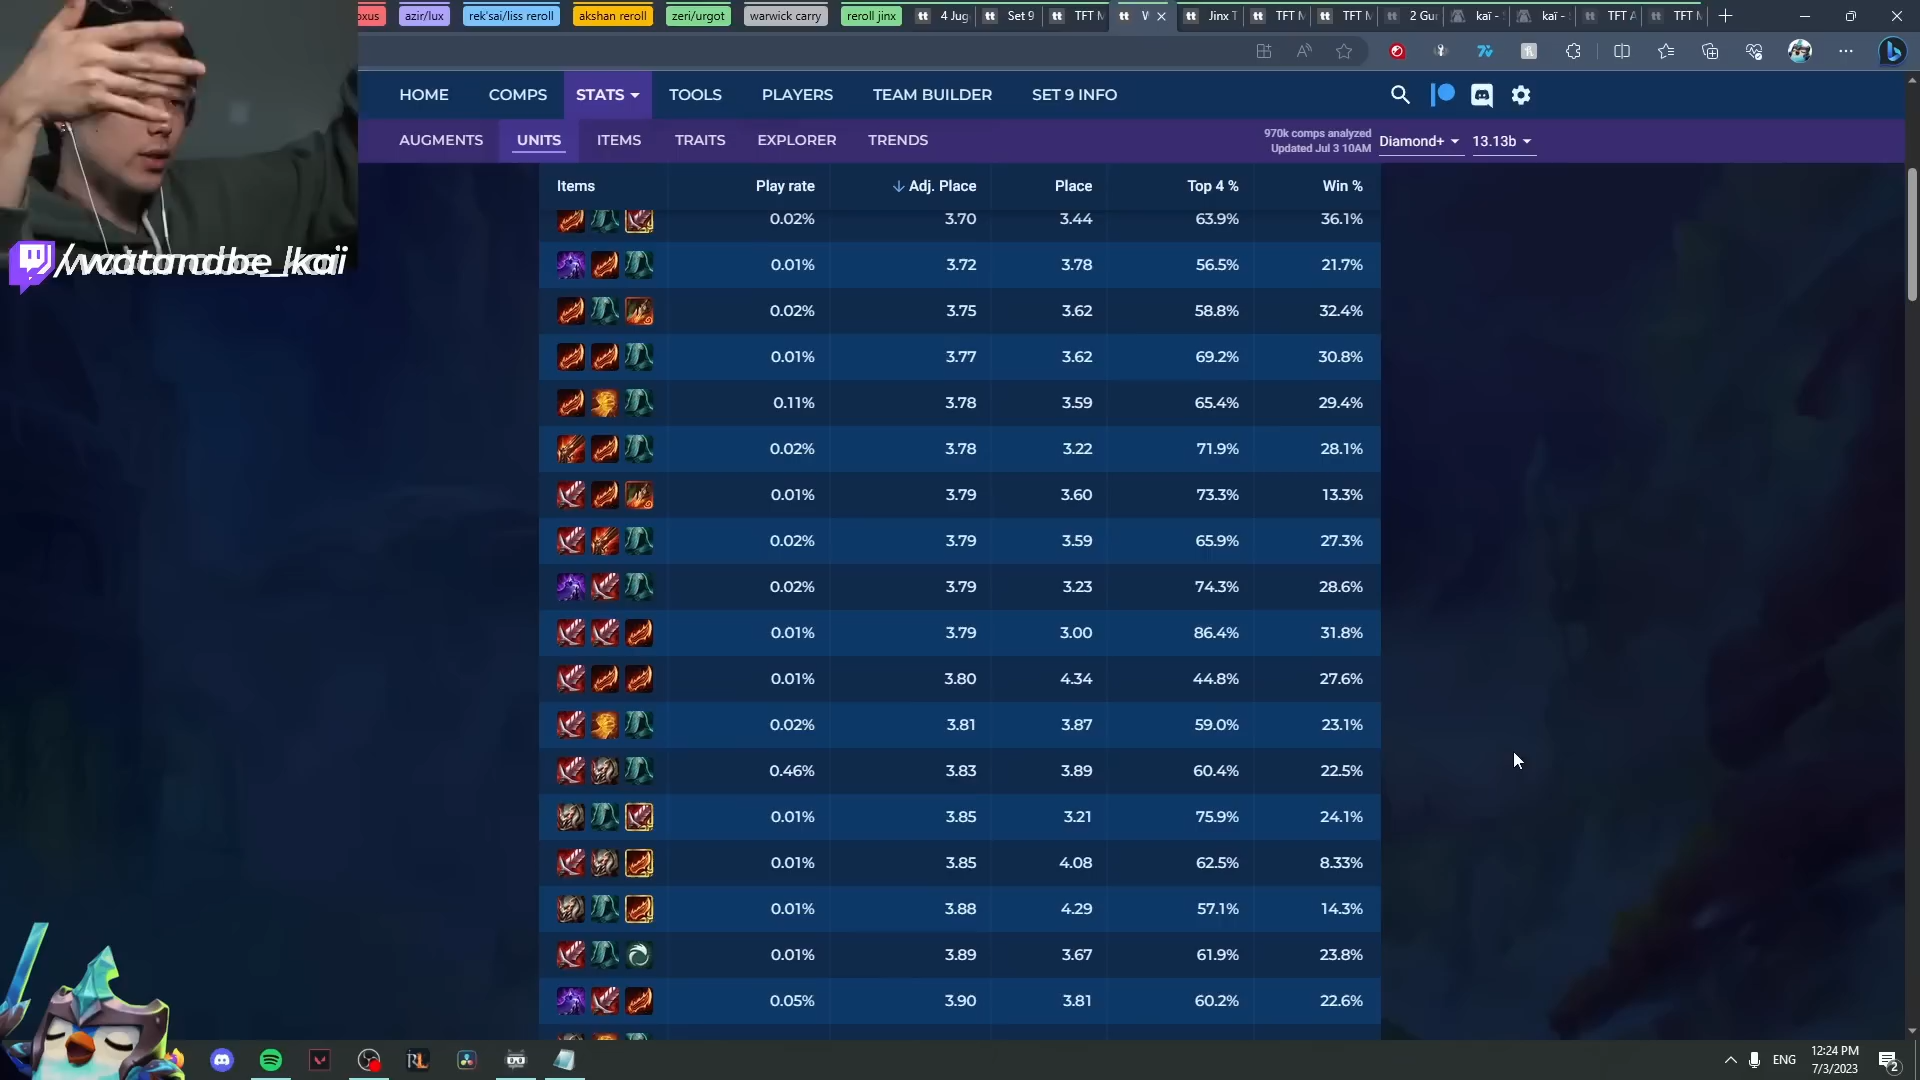 oxus azir/lux rek'sai/liss reroll akshan reroll zeri/urgot warwick carry reroll jinx 4 Jug Set 9 TFT M Jinx T TFT M TFT M 2 Gu kaï - kaï - TFT A TFT M
HOME COMPS STATS TOOLS PLAYERS TEAM BUILDER SET 9 INFO
AUGMENTS UNITS ITEMS TRAITS EXPLORER TRENDS
970k comps analyzed
Updated Jul 3 10AM
Diamond+ 13.13b
Items Play rate Adj. Place Place Top 4 % Win %
0.02% 3.70 3.44 63.9% 36.1%
/watanabe_kaï
0.01% 3.72 3.78 56.5% 21.7%
0.02% 3.75 3.62 58.8% 32.4%
0.01% 3.77 3.62 69.2% 30.8%
0.11% 3.78 3.59 65.4% 29.4%
0.02% 3.78 3.22 71.9% 28.1%
0.01% 3.79 3.60 73.3% 13.3%
0.02% 3.79 3.59 65.9% 27.3%
0.02% 3.79 3.23 74.3% 28.6%
0.01% 3.79 3.00 86.4% 31.8%
0.01% 3.80 4.34 44.8% 27.6%
0.02% 3.81 3.87 59.0% 23.1%
0.46% 3.83 3.89 60.4% 22.5%
0.01% 3.85 3.21 75.9% 24.1%
0.01% 3.85 4.08 62.5% 8.33%
0.01% 3.88 4.29 57.1% 14.3%
0.01% 3.89 3.67 61.9% 23.8%
0.05% 3.90 3.81 60.2% 22.6%
ENG 12:24 PM
7/3/2023
2